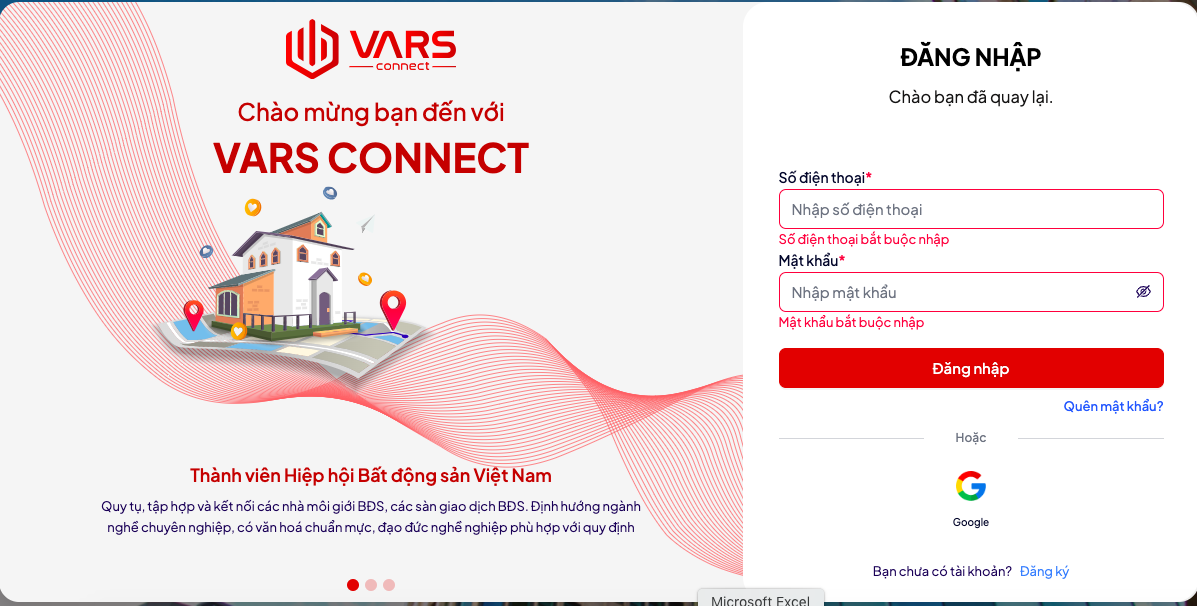 VARS
connect
Chào mừng bạn đến với
VARS CONNECT
Thành viên Hiệp hội Bất động sản Việt Nam
Quy tụ, tập hợp và kết nối các nhà môi giới BĐS, các sàn giao dịch BĐS. Định hướng ngành
nghề chuyên nghiệp, có văn hoá chuẩn mực, đạo đức nghề nghiệp phù hợp với quy định
ĐĂNG NHẬP
Chào bạn đã quay lại.
Số điện thoại*
Nhập số điện thoại
Số điện thoại bắt buộc nhập
Mật khẩu*
Nhập mật khẩu
Mật khẩu bắt buộc nhập
Đăng nhập
Quên mật khẩu?
Hoặc
Google
Bạn chưa có tài khoản? Đăng ký
Microsoft Excel